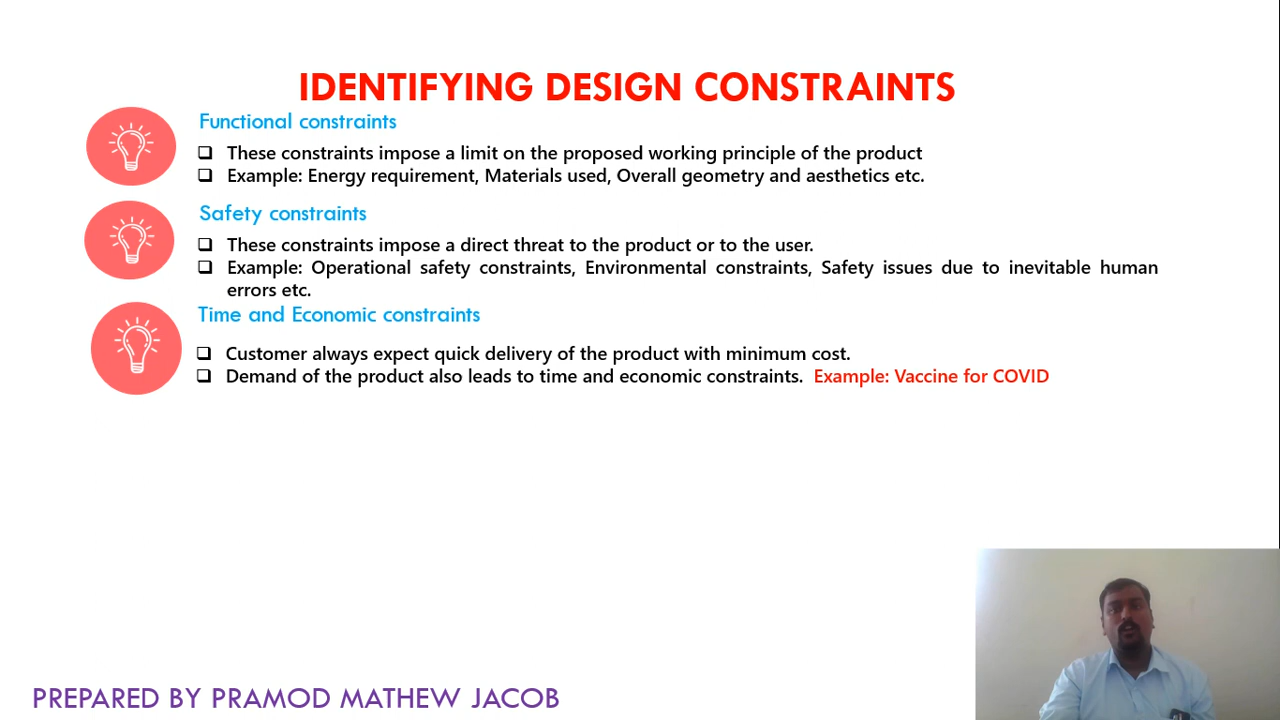 IDENTIFYING DESIGN CONSTRAINTS
Functional constraints
These constraints impose a limit on the proposed working principle of the product
Example: Energy requirement, Materials used, Overall geometry and aesthetics etc.
Safety constraints
These constraints impose a direct threat to the product or to the user.
Example: Operational safety constraints, Environmental constraints, Safety issues due to inevitable human
errors etc.
Time and Economic constraints
Customer always expect quick delivery of the product with minimum cost.
Demand of the product also leads to time and economic constraints. Example: Vaccine for COVID
PREPARED BY PRAMOD MATHEW JACOB